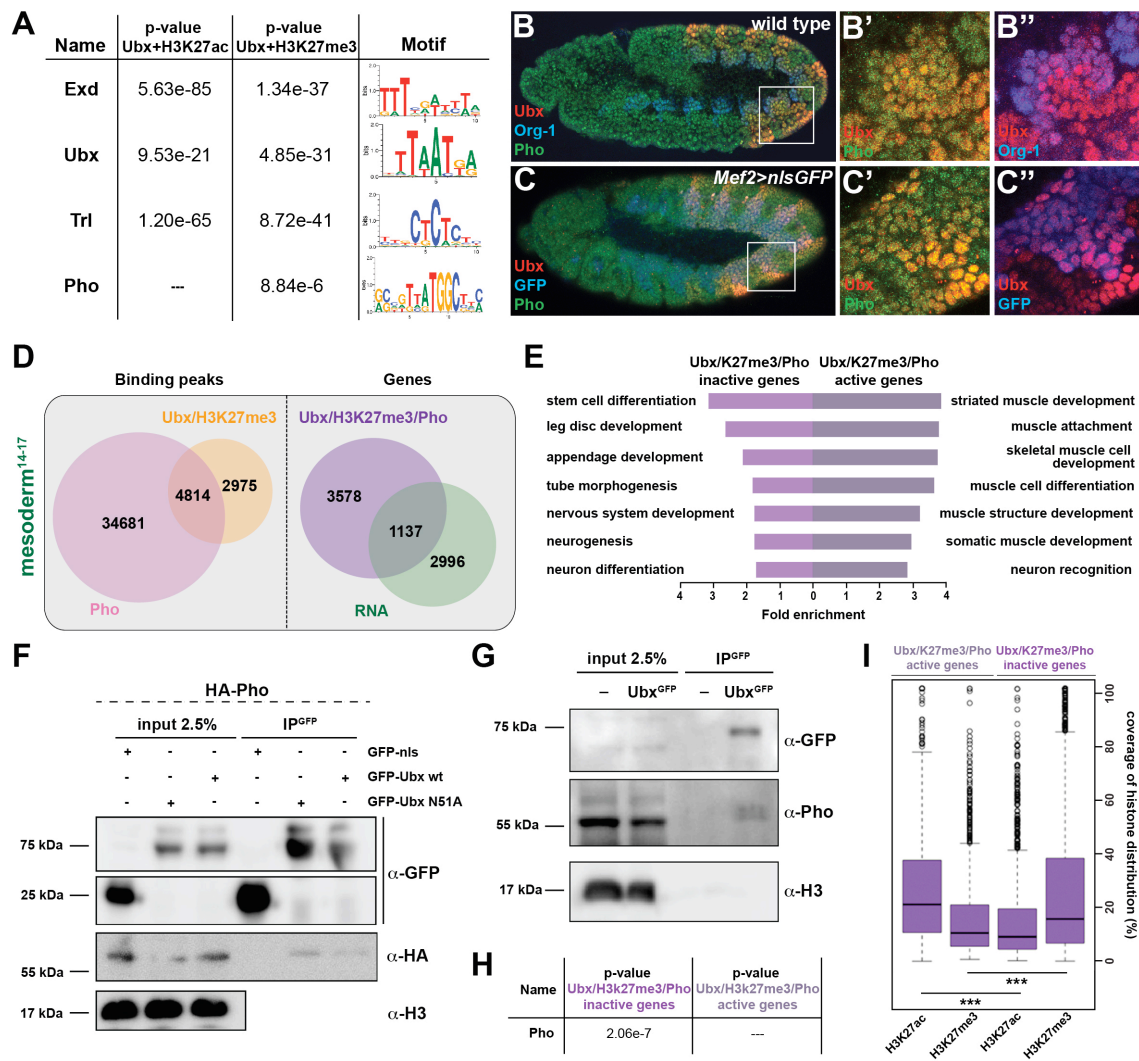 A
Name
p-value
Ubx+H3K27ac
p-value
Ubx+H3K27me3
Motif
Exd
5.63e-85
1.34e-37
Ubx
9.53e-21
4.85e-31
Trl
1.20e-65
8.72e-41
Pho
---
8.84e-6
B
wild type
Ubx
Org-1
Pho
B'
Ubx
Pho
B''
Ubx
Org-1
C
Mef2>nlsGFP
Ubx
GFP
Pho
C'
Ubx
Pho
C''
Ubx
GFP
D
Binding peaks
Genes
mesoderm14-17
Ubx/H3K27me3
Ubx/H3K27me3/Pho
34681
4814
2975
3578
1137
2996
Pho
RNA
E
Ubx/K27me3/Pho
inactive genes
Ubx/K27me3/Pho
active genes
stem cell differentiation
striated muscle development
leg disc development
muscle attachment
appendage development
skeletal muscle cell
development
tube morphogenesis
muscle cell differentiation
nervous system development
muscle structure development
neurogenesis
somatic muscle development
neuron differentiation
neuron recognition
4 3 2 1 0 1 2 3 4
Fold enrichment
F
HA-Pho
input 2.5%
IPGFP
+ - - + - - GFP-nls
- - + - - + GFP-Ubx wt
- + - - + - GFP-Ubx N51A
75 kDa
α-GFP
25 kDa
α-HA
55 kDa
17 kDa
α-H3
G
input 2.5%
IPGFP
– UbxGFP – UbxGFP
75 kDa
α-GFP
α-Pho
55 kDa
17 kDa
α-H3
H
Name
p-value
Ubx/H3k27me3/Pho
inactive genes
p-value
Ubx/H3k27me3/Pho
active genes
Pho
2.06e-7
---
I
Ubx/K27me3/Pho
active genes
Ubx/K27me3/Pho
inactive genes
100
80
60
40
20
0
coverage of histone distribution (%)
***
***
H3K27ac
H3K27me3
H3K27ac
H3K27me3